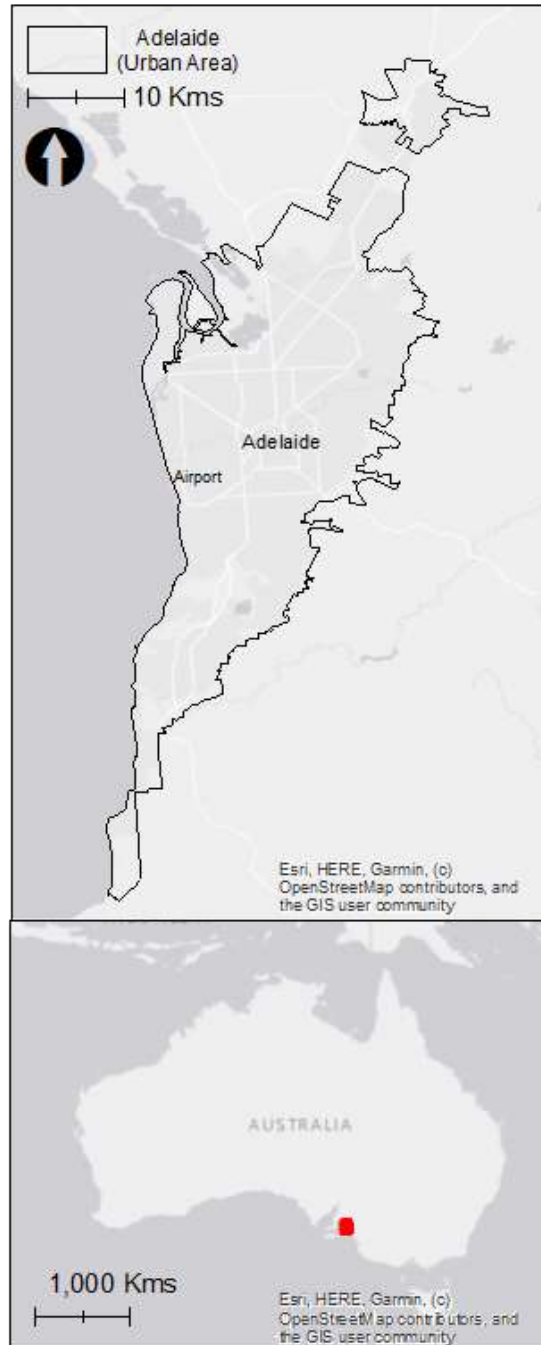 Adelaide
(Urban Area)
10 Kms
Adelaide
Airport
Esri, HERE, Garmin, (c)
OpenStreetMap contributors, and
the GIS user community
AUSTRALIA
1,000 Kms
Esri, HERE, Garmin, (c)
OpenStreetMap contributors, and
the GIS user community